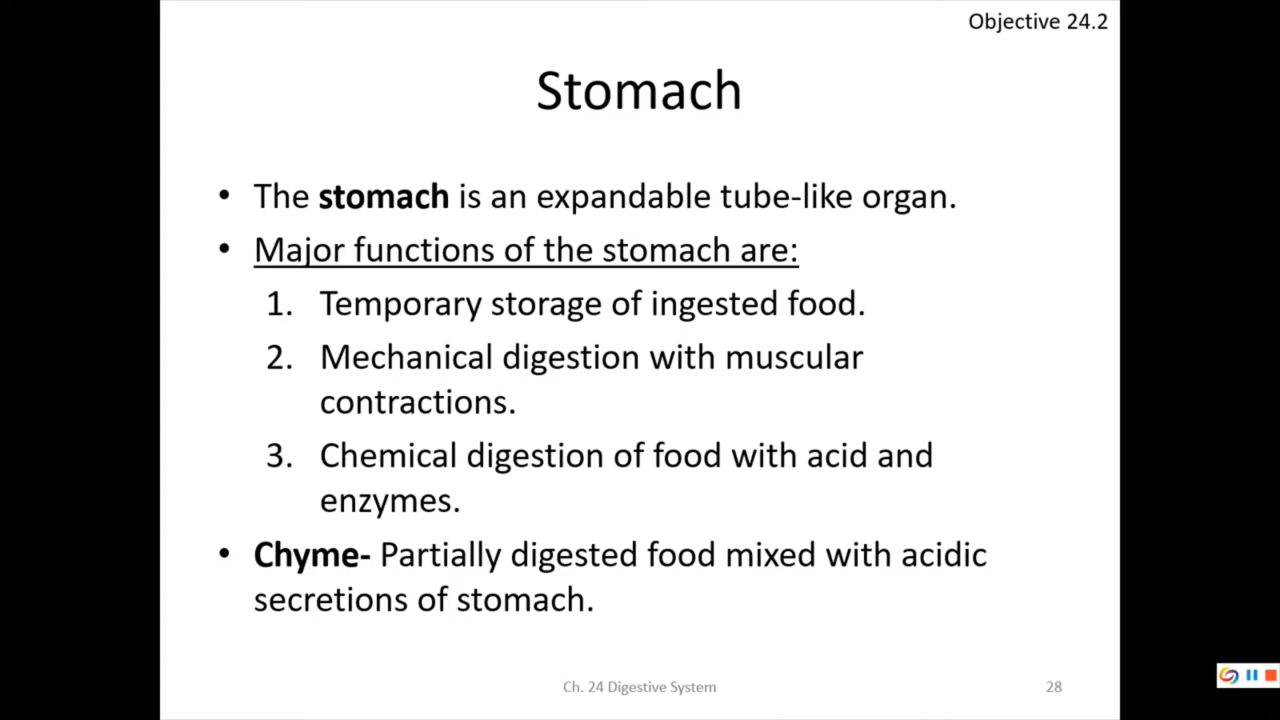 Objective 24.2
Stomach
• The stomach is an expandable tube-like organ.
• Major functions of the stomach are:
1. Temporary storage of ingested food.
2. Mechanical digestion with muscular
contractions.
3. Chemical digestion of food with acid and
enzymes.
• Chyme- Partially digested food mixed with acidic
secretions of stomach.
Ch. 24 Digestive System
28